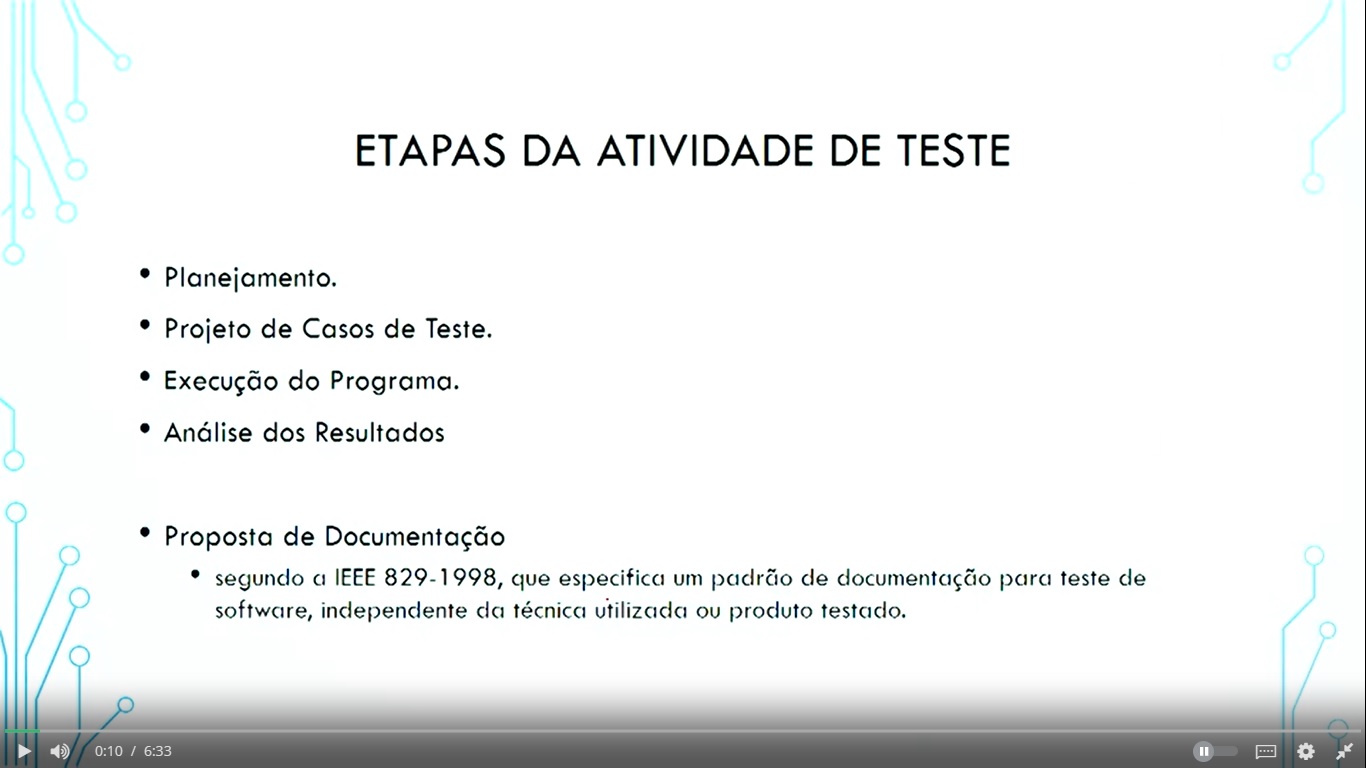 ETAPAS DA ATIVIDADE DE TESTE
• Planejamento.
• Projeto de Casos de Teste.
• Execução do Programa.
• Análise dos Resultados
• Proposta de Documentação
• segundo a IEEE 829-1998, que especifica um padrão de documentação para teste de
software, independente da técnica utilizada ou produto testado.
0:10 / 6:33